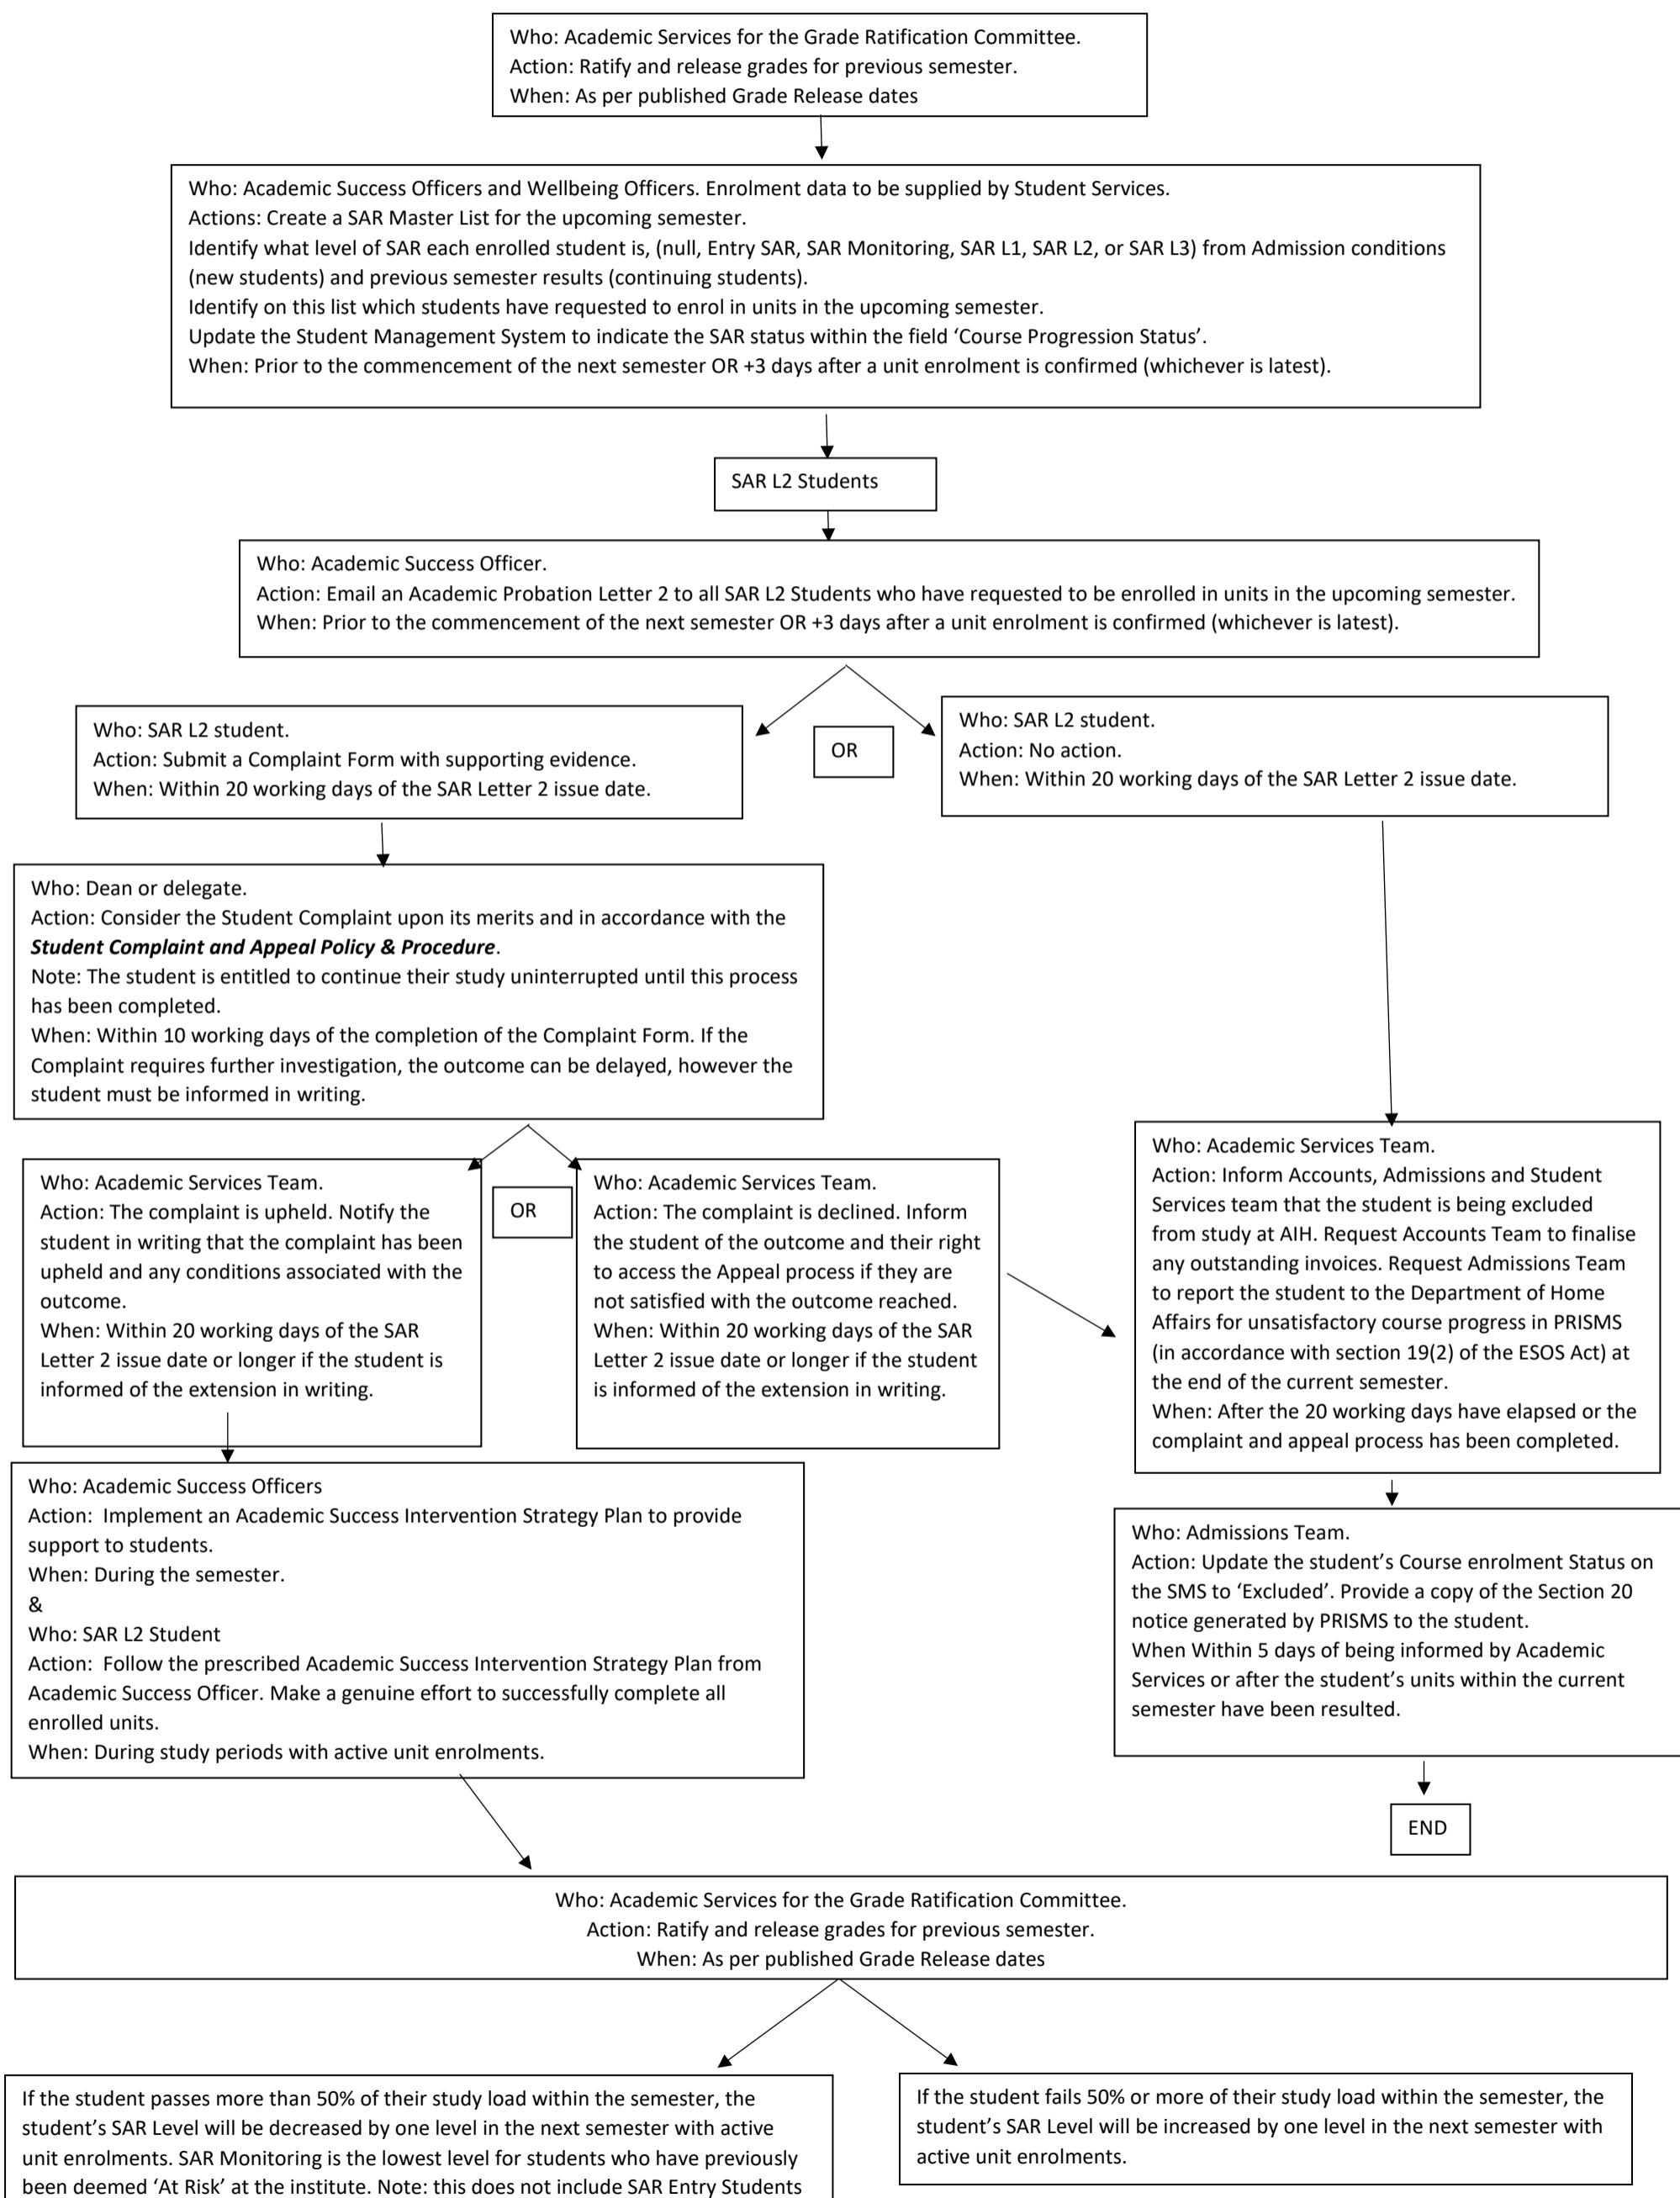 Who: Academic Services for the Grade Ratification Committee.
Action: Ratify and release grades for previous semester.
When: As per published Grade Release dates
Who: Academic Success Officers and Wellbeing Officers. Enrolment data to be supplied by Student Services.
Actions: Create a SAR Master List for the upcoming semester.
Identify what level of SAR each enrolled student is, (null, Entry SAR, SAR Monitoring, SAR L1, SAR L2, or SAR L3) from Admission conditions
(new students) and previous semester results (continuing students).
Identify on this list which students have requested to enrol in units in the upcoming semester.
Update the Student Management System to indicate the SAR status within the field ‘Course Progression Status’.
When: Prior to the commencement of the next semester OR +3 days after a unit enrolment is confirmed (whichever is latest).
SAR L2 Students
Who: Academic Success Officer.
Action: Email an Academic Probation Letter 2 to all SAR L2 Students who have requested to be enrolled in units in the upcoming semester.
When: Prior to the commencement of the next semester OR +3 days after a unit enrolment is confirmed (whichever is latest).
Who: SAR L2 student.
Action: Submit a Complaint Form with supporting evidence.
When: Within 20 working days of the SAR Letter 2 issue date.
OR
Who: SAR L2 student.
Action: No action.
When: Within 20 working days of the SAR Letter 2 issue date.
Who: Dean or delegate.
Action: Consider the Student Complaint upon its merits and in accordance with the
Student Complaint and Appeal Policy & Procedure.
Note: The student is entitled to continue their study uninterrupted until this process
has been completed.
When: Within 10 working days of the completion of the Complaint Form. If the
Complaint requires further investigation, the outcome can be delayed, however the
student must be informed in writing.
Who: Academic Services Team.
Action: The complaint is upheld. Notify the
student in writing that the complaint has been
upheld and any conditions associated with the
outcome.
When: Within 20 working days of the SAR
Letter 2 issue date or longer if the student is
informed of the extension in writing.
OR
Who: Academic Services Team.
Action: The complaint is declined. Inform
the student of the outcome and their right
to access the Appeal process if they are
not satisfied with the outcome reached.
When: Within 20 working days of the SAR
Letter 2 issue date or longer if the student
is informed of the extension in writing.
Who: Academic Services Team.
Action: Inform Accounts, Admissions and Student
Services team that the student is being excluded
from study at AIH. Request Accounts Team to finalise
any outstanding invoices. Request Admissions Team
to report the student to the Department of Home
Affairs for unsatisfactory course progress in PRISMS
(in accordance with section 19(2) of the ESOS Act) at
the end of the current semester.
When: After the 20 working days have elapsed or the
complaint and appeal process has been completed.
Who: Academic Success Officers
Action: Implement an Academic Success Intervention Strategy Plan to provide
support to students.
When: During the semester.
&
Who: SAR L2 Student
Action: Follow the prescribed Academic Success Intervention Strategy Plan from
Academic Success Officer. Make a genuine effort to successfully complete all
enrolled units.
When: During study periods with active unit enrolments.
Who: Admissions Team.
Action: Update the student’s Course enrolment Status on
the SMS to ‘Excluded’. Provide a copy of the Section 20
notice generated by PRISMS to the student.
When Within 5 days of being informed by Academic
Services or after the student’s units within the current
semester have been resulted.
END
Who: Academic Services for the Grade Ratification Committee.
Action: Ratify and release grades for previous semester.
When: As per published Grade Release dates
If the student passes more than 50% of their study load within the semester, the
student’s SAR Level will be decreased by one level in the next semester with active
unit enrolments. SAR Monitoring is the lowest level for students who have previously
been deemed ‘At Risk’ at the institute. Note: this does not include SAR Entry Students
If the student fails 50% or more of their study load within the semester, the
student’s SAR Level will be increased by one level in the next semester with
active unit enrolments.